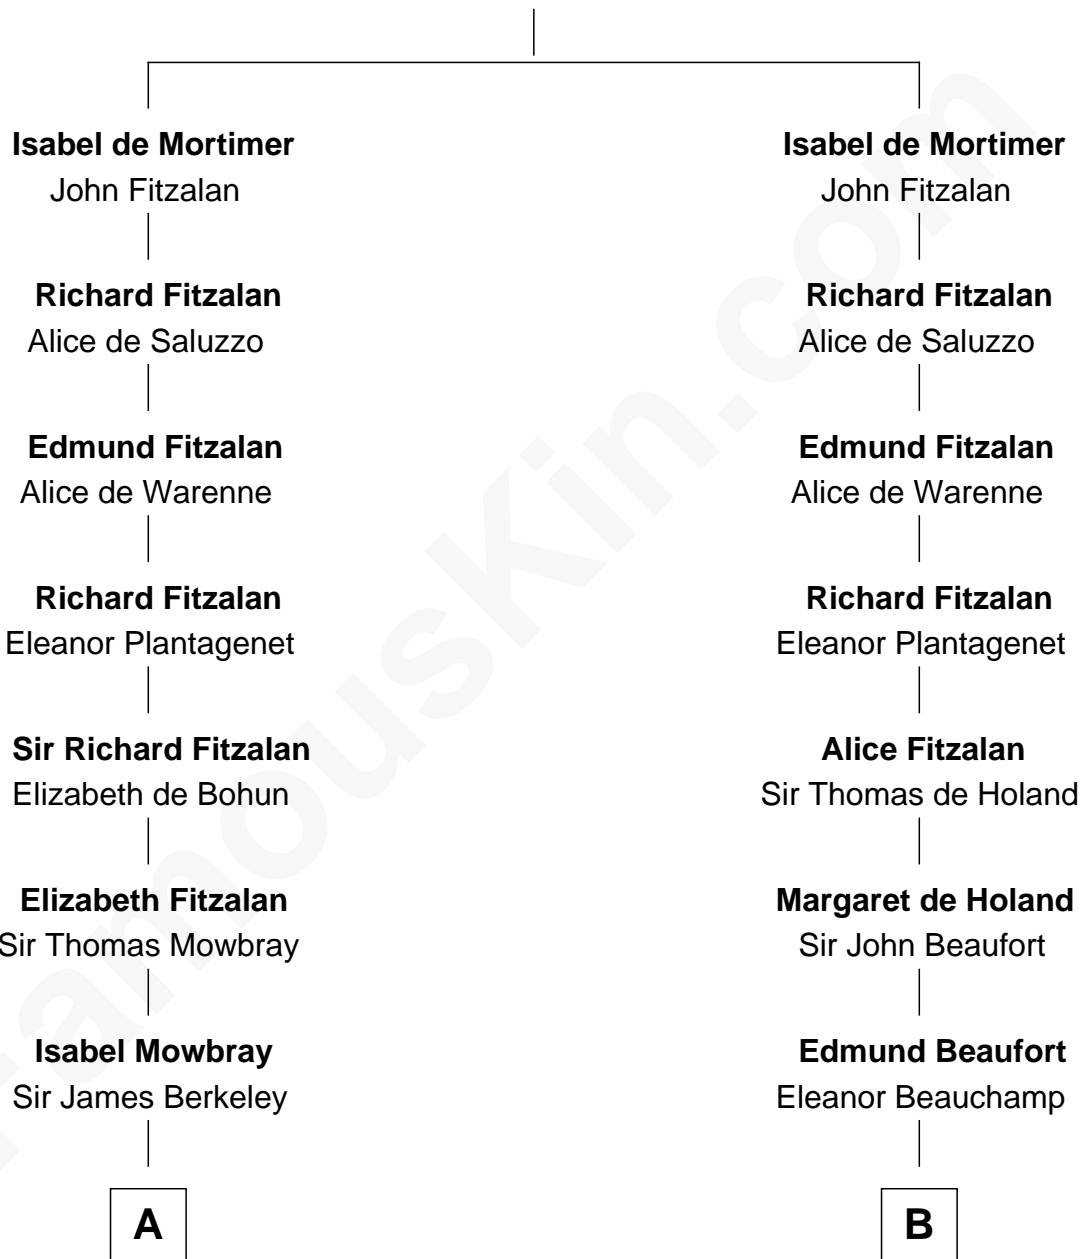 Isabel de Mortimer
John Fitzalan
Richard Fitzalan
Alice de Saluzzo
Edmund Fitzalan
Alice de Warenne
Richard Fitzalan
Eleanor Plantagenet
Sir Richard Fitzalan
Elizabeth de Bohun
Elizabeth Fitzalan
Sir Thomas Mowbray
Isabel Mowbray
Sir James Berkeley
A
Isabel de Mortimer
John Fitzalan
Richard Fitzalan
Alice de Saluzzo
Edmund Fitzalan
Alice de Warenne
Richard Fitzalan
Eleanor Plantagenet
Alice Fitzalan
Sir Thomas de Holand
Margaret de Holand
Sir John Beaufort
Edmund Beaufort
Eleanor Beauchamp
B
FamousKin.com